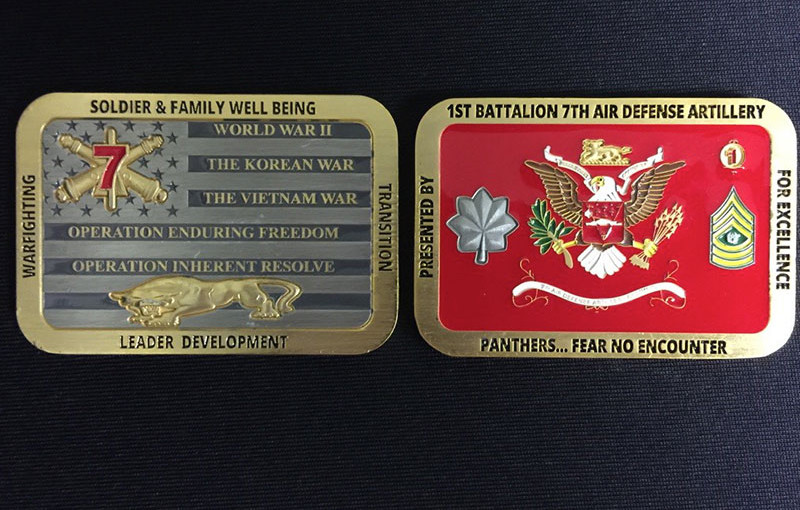 SOLDIER & FAMILY WELL BEING
WARFIGHTING
7
WORLD WAR II
THE KOREAN WAR
THE VIETNAM WAR
OPERATION ENDURING FREEDOM
OPERATION INHERENT RESOLVE
TRANSITION
LEADER DEVELOPMENT
1ST BATTALION 7TH AIR DEFENSE ARTILLERY
PRESENTED BY
1
FOR EXCELLENCE
PANTHERS... FEAR NO ENCOUNTER